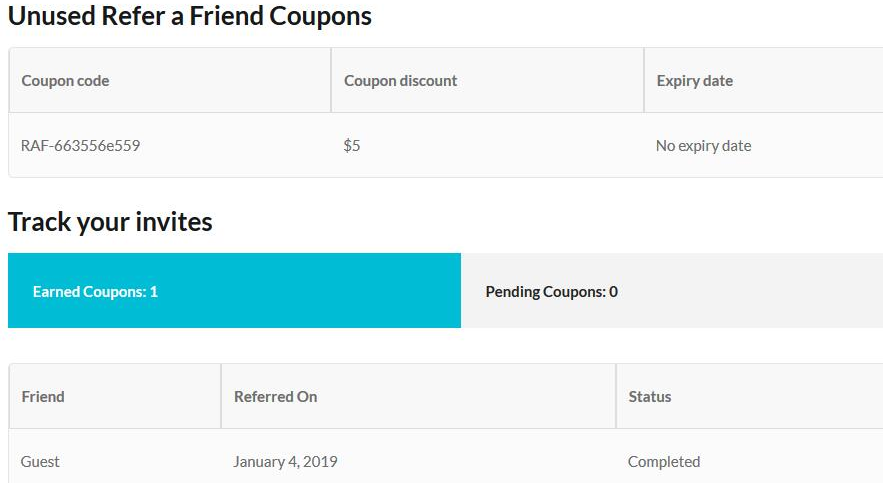 Unused Refer a Friend Coupons
Coupon code Coupon discount Expiry date
RAF-663556e559 $5 No expiry date
Track your invites
Earned Coupons: 1 Pending Coupons: 0
Friend Referred On Status
Guest January 4, 2019 Completed